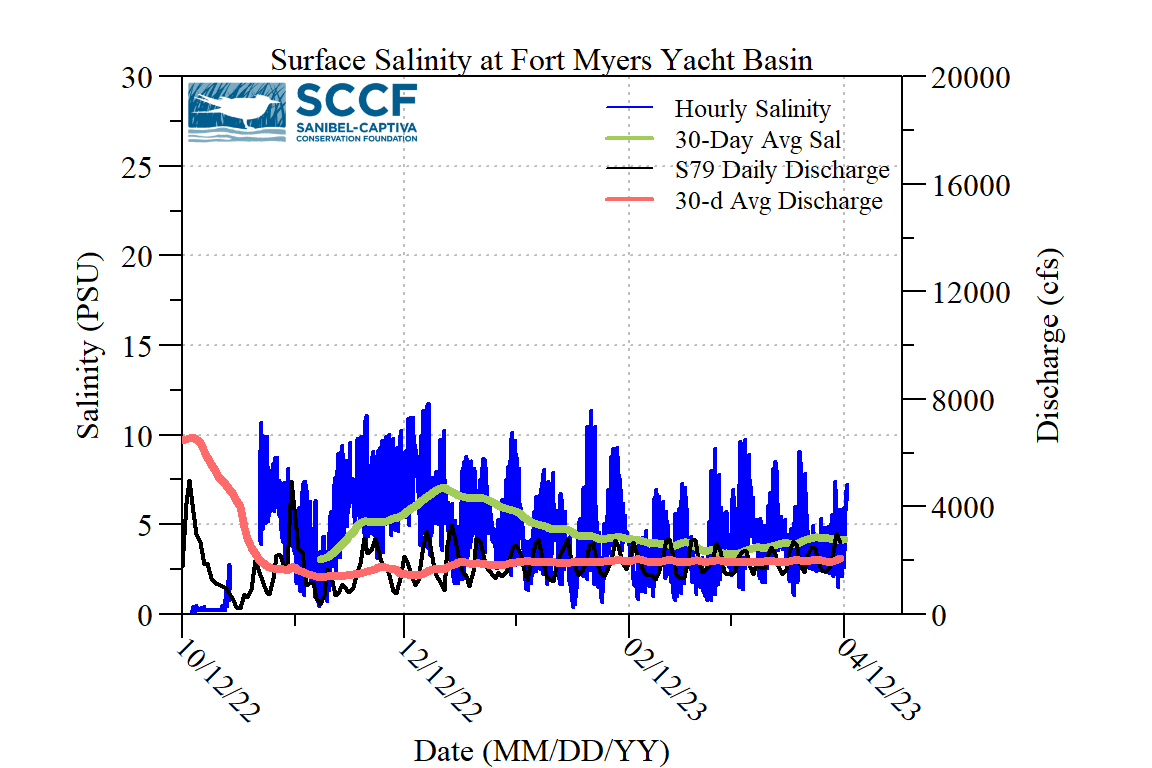 Surface Salinity at Fort Myers Yacht Basin
SCCF
SANIBEL-CAPTIVA
CONSERVATION FOUNDATION
Hourly Salinity
30-Day Avg Sal
S79 Daily Discharge
30-d Avg Discharge
Salinity (PSU)
30
25
20
15
10
5
0
20000
16000
12000
8000
4000
0
Discharge (cfs)
10/12/22
12/12/22
02/12/23
04/12/23
Date (MM/DD/YY)